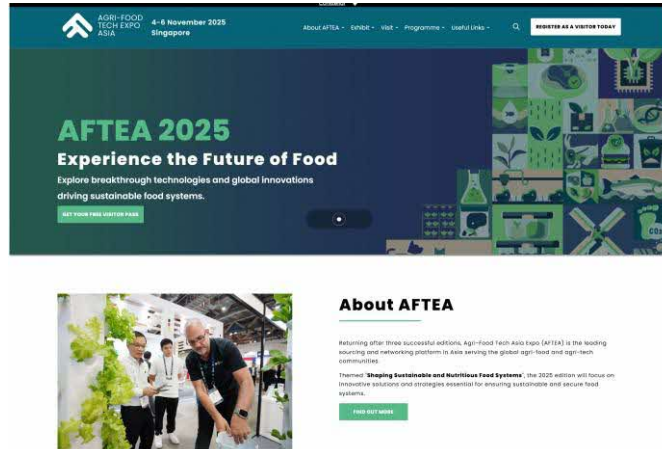 AGRI-FOOD
TECH EXPO
ASIA
4-6 November 2025
Singapore
About AFTEA
Exhibit
Visit
Programme
Useful Links
REGISTER AS A VISITOR TODAY
AFTEA 2025
Experience the Future of Food
Explore breakthrough technologies and global innovations
driving sustainable food systems.
GET YOUR FREE VISITOR PASS
CO2
About AFTEA
Returning after three successful editions, Agri-Food Tech Asia Expo (AFTEA) is the leading
sourcing and networking platform in Asia serving the global agri-food and agri-tech
communities.
Themed "Shaping Sustainable and Nutritious Food Systems", the 2025 edition will focus on
innovative solutions and strategies essential for ensuring sustainable and secure food
systems.
FIND OUT MORE